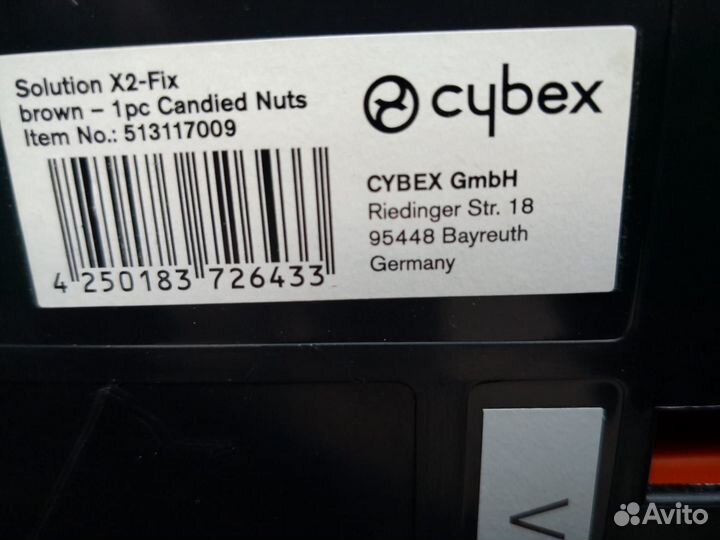 Solution X2-Fix
brown – 1pc Candied Nuts
Item No.: 513117009
4 250183 726433
cybex
CYBEX GmbH
Riedinger Str. 18
95448 Bayreuth
Germany
V
Avito